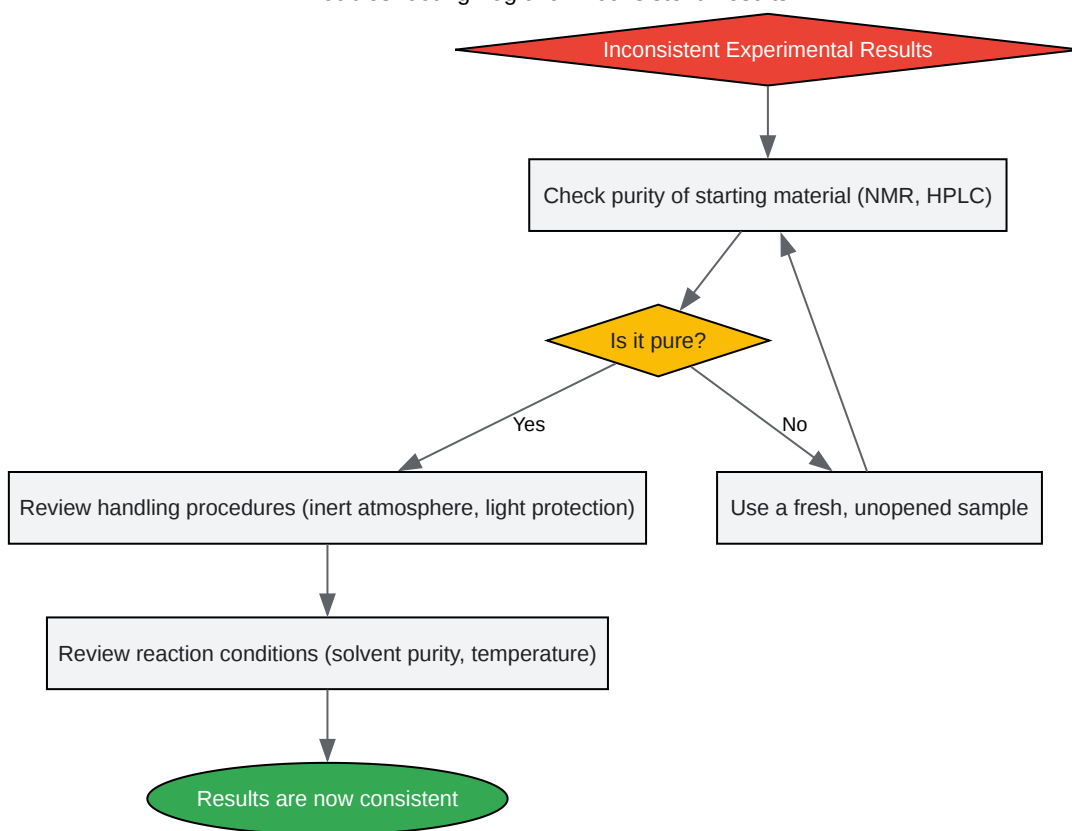 Inconsistent Experimental Results
Check purity of starting material (NMR, HPLC)
Is it pure?
Yes
No
Review handling procedures (inert atmosphere, light protection)
Use a fresh, unopened sample
Review reaction conditions (solvent purity, temperature)
Results are now consistent